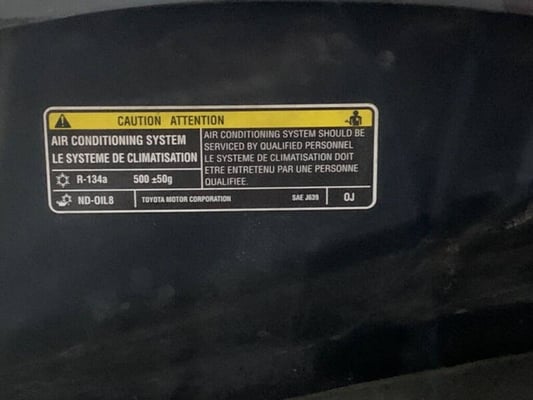 CAUTION ATTENTION
AIR CONDITIONING SYSTEM
LE SYSTEME DE CLIMATISATION
AIR CONDITIONING SYSTEM SHOULD BE
SERVICED BY QUALIFIED PERSONNEL
LE SYSTEME DE CLIMATISATION DOIT
ETRE ENTRETENU PAR UNE PERSONNE
QUALIFIEE.
R-134a 500 ±50g
ND-OIL8 TOYOTA MOTOR CORPORATION SAE J639 0J